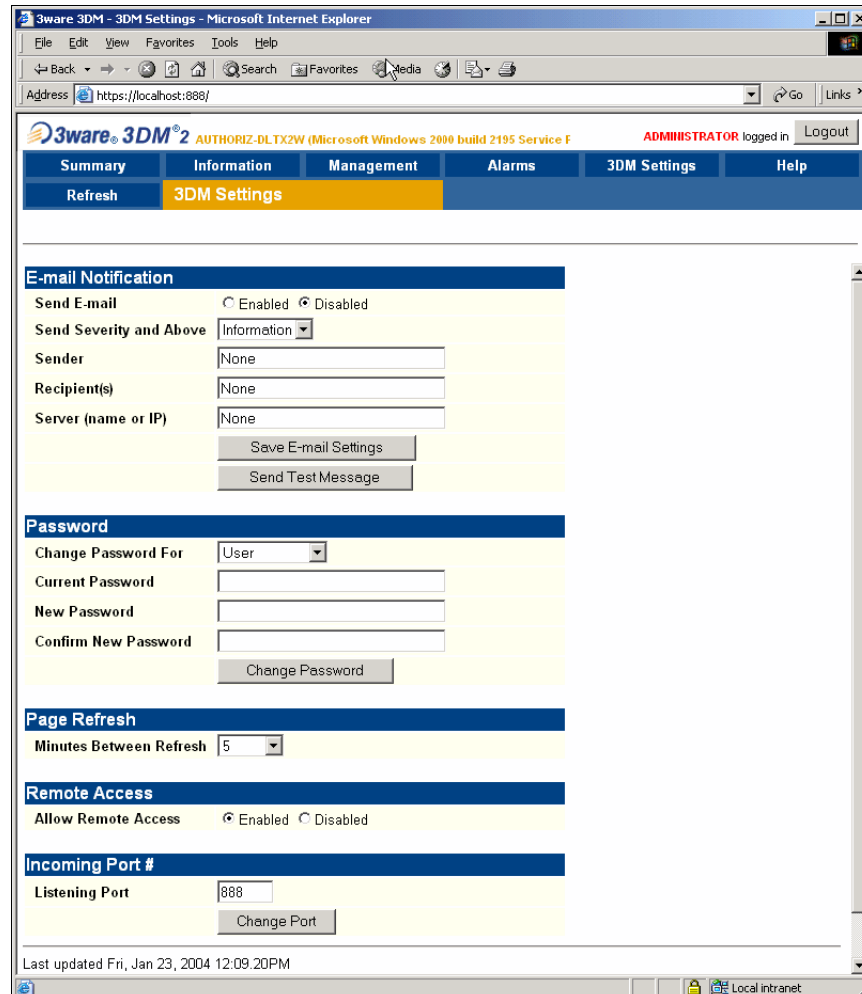 3ware 3DM - 3DM Settings - Microsoft Internet Explorer
File Edit View Favorites Tools Help
Back Search Favorites Media
Address https://localhost:888/ Go Links
3ware® 3DM®2 AUTHORIZ-DLTX2W (Microsoft Windows 2000 build 2195 Service P ADMINISTRATOR logged in Logout
Summary Information Management Alarms 3DM Settings Help
Refresh 3DM Settings
E-mail Notification
Send E-mail Enabled Disabled
Send Severity and Above Information
Sender None
Recipient(s) None
Server (name or IP) None
Save E-mail Settings
Send Test Message
Password
Change Password For User
Current Password
New Password
Confirm New Password
Change Password
Page Refresh
Minutes Between Refresh 5
Remote Access
Allow Remote Access Enabled Disabled
Incoming Port #
Listening Port 888
Change Port
Last updated Fri, Jan 23, 2004 12:09.20PM
Local intranet